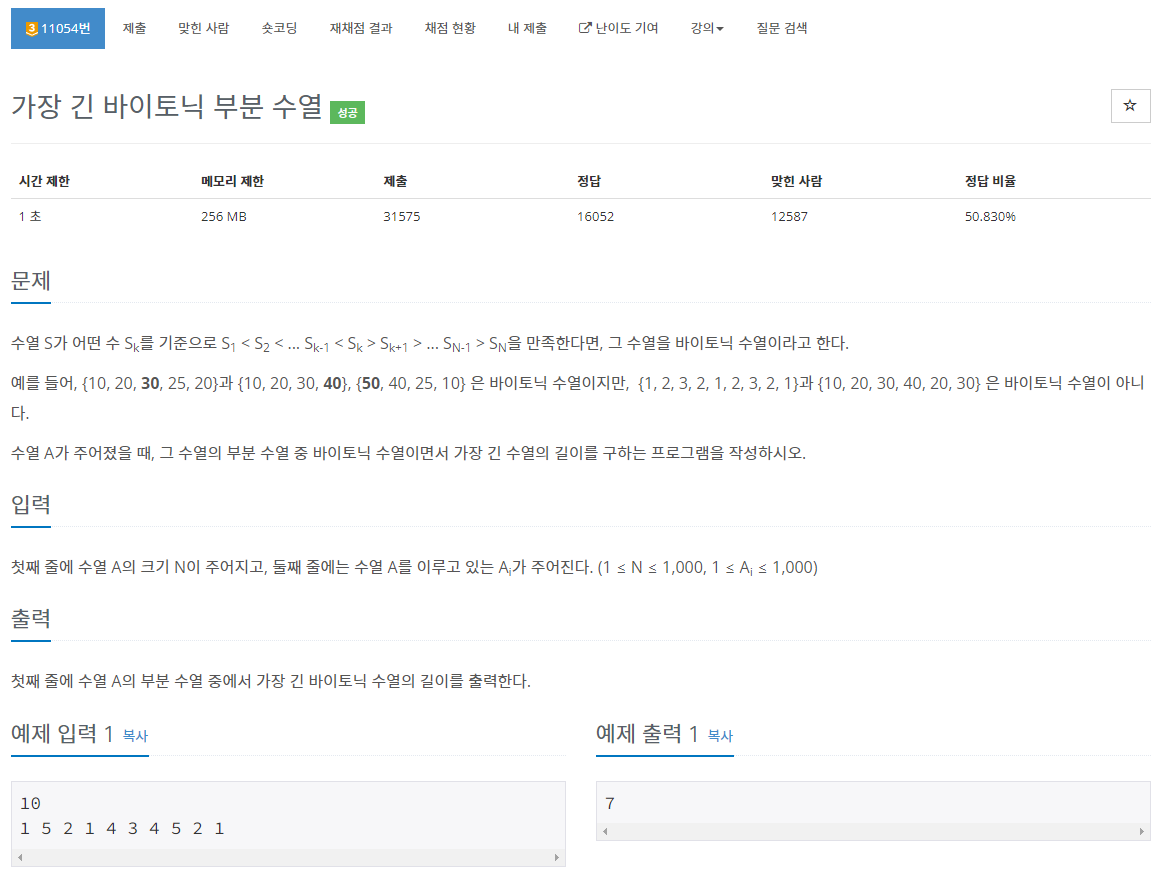 3 11054번 제출 맞힌 사람 숏코딩 재채점 결과 채점 현황 내 제출 난이도 기여 강의 질문 검색
가장 긴 바이토닉 부분 수열 성공
시간 제한 메모리 제한 제출 정답 맞힌 사람 정답 비율
1 초 256 MB 31575 16052 12587 50.830%
문제
수열 S가 어떤 수 Sk를 기준으로 S1 < S2 < ... Sk-1 < Sk > Sk+1 > ... SN-1 > SN을 만족한다면, 그 수열을 바이토닉 수열이라고 한다.
예를 들어, {10, 20, 30, 25, 20}과 {10, 20, 30, 40}, {50, 40, 25, 10} 은 바이토닉 수열이지만, {1, 2, 3, 2, 1, 2, 3, 2, 1}과 {10, 20, 30, 40, 20, 30} 은 바이토닉 수열이 아니
다.
수열 A가 주어졌을 때, 그 수열의 부분 수열 중 바이토닉 수열이면서 가장 긴 수열의 길이를 구하는 프로그램을 작성하시오.
입력
첫째 줄에 수열 A의 크기 N이 주어지고, 둘째 줄에는 수열 A를 이루고 있는 Ai가 주어진다. (1 ≤ N ≤ 1,000, 1 ≤ Ai ≤ 1,000)
출력
첫째 줄에 수열 A의 부분 수열 중에서 가장 긴 바이토닉 수열의 길이를 출력한다.
예제 입력 1 복사
10
1 5 2 1 4 3 4 5 2 1
예제 출력 1 복사
7